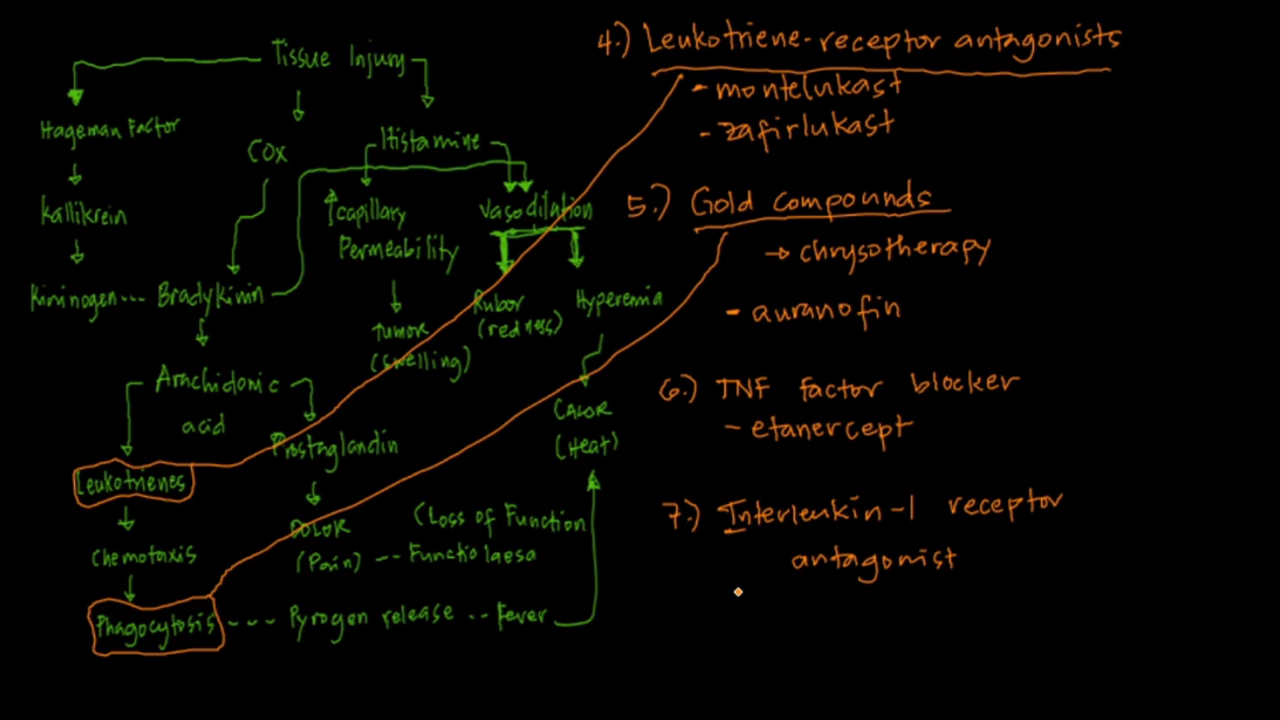 Tissue Injury
Hageman Factor
COX
Histamine
Kallikrein
↑capillary
Permeability
Vasodilation
Kininogen--- Bradykinin
Tumor
(swelling)
Rubor
(redness)
Hyperemia
Arachidonic
acid
Calor
(Heat)
Leukotrienes
Prostaglandin
Chemotaxis
DOLOR
(Pain) -- Functiolaesa
(Loss of Function
Phagocytosis --- Pyrogen release -- Fever
4.) Leukotriene-receptor antagonists
- montelukast
- zafirlukast
5.) Gold compounds
→ chrysotherapy
- auranofin
6.) TNF factor blocker
- etanercept
7.) Interleukin-1 receptor
antagonist